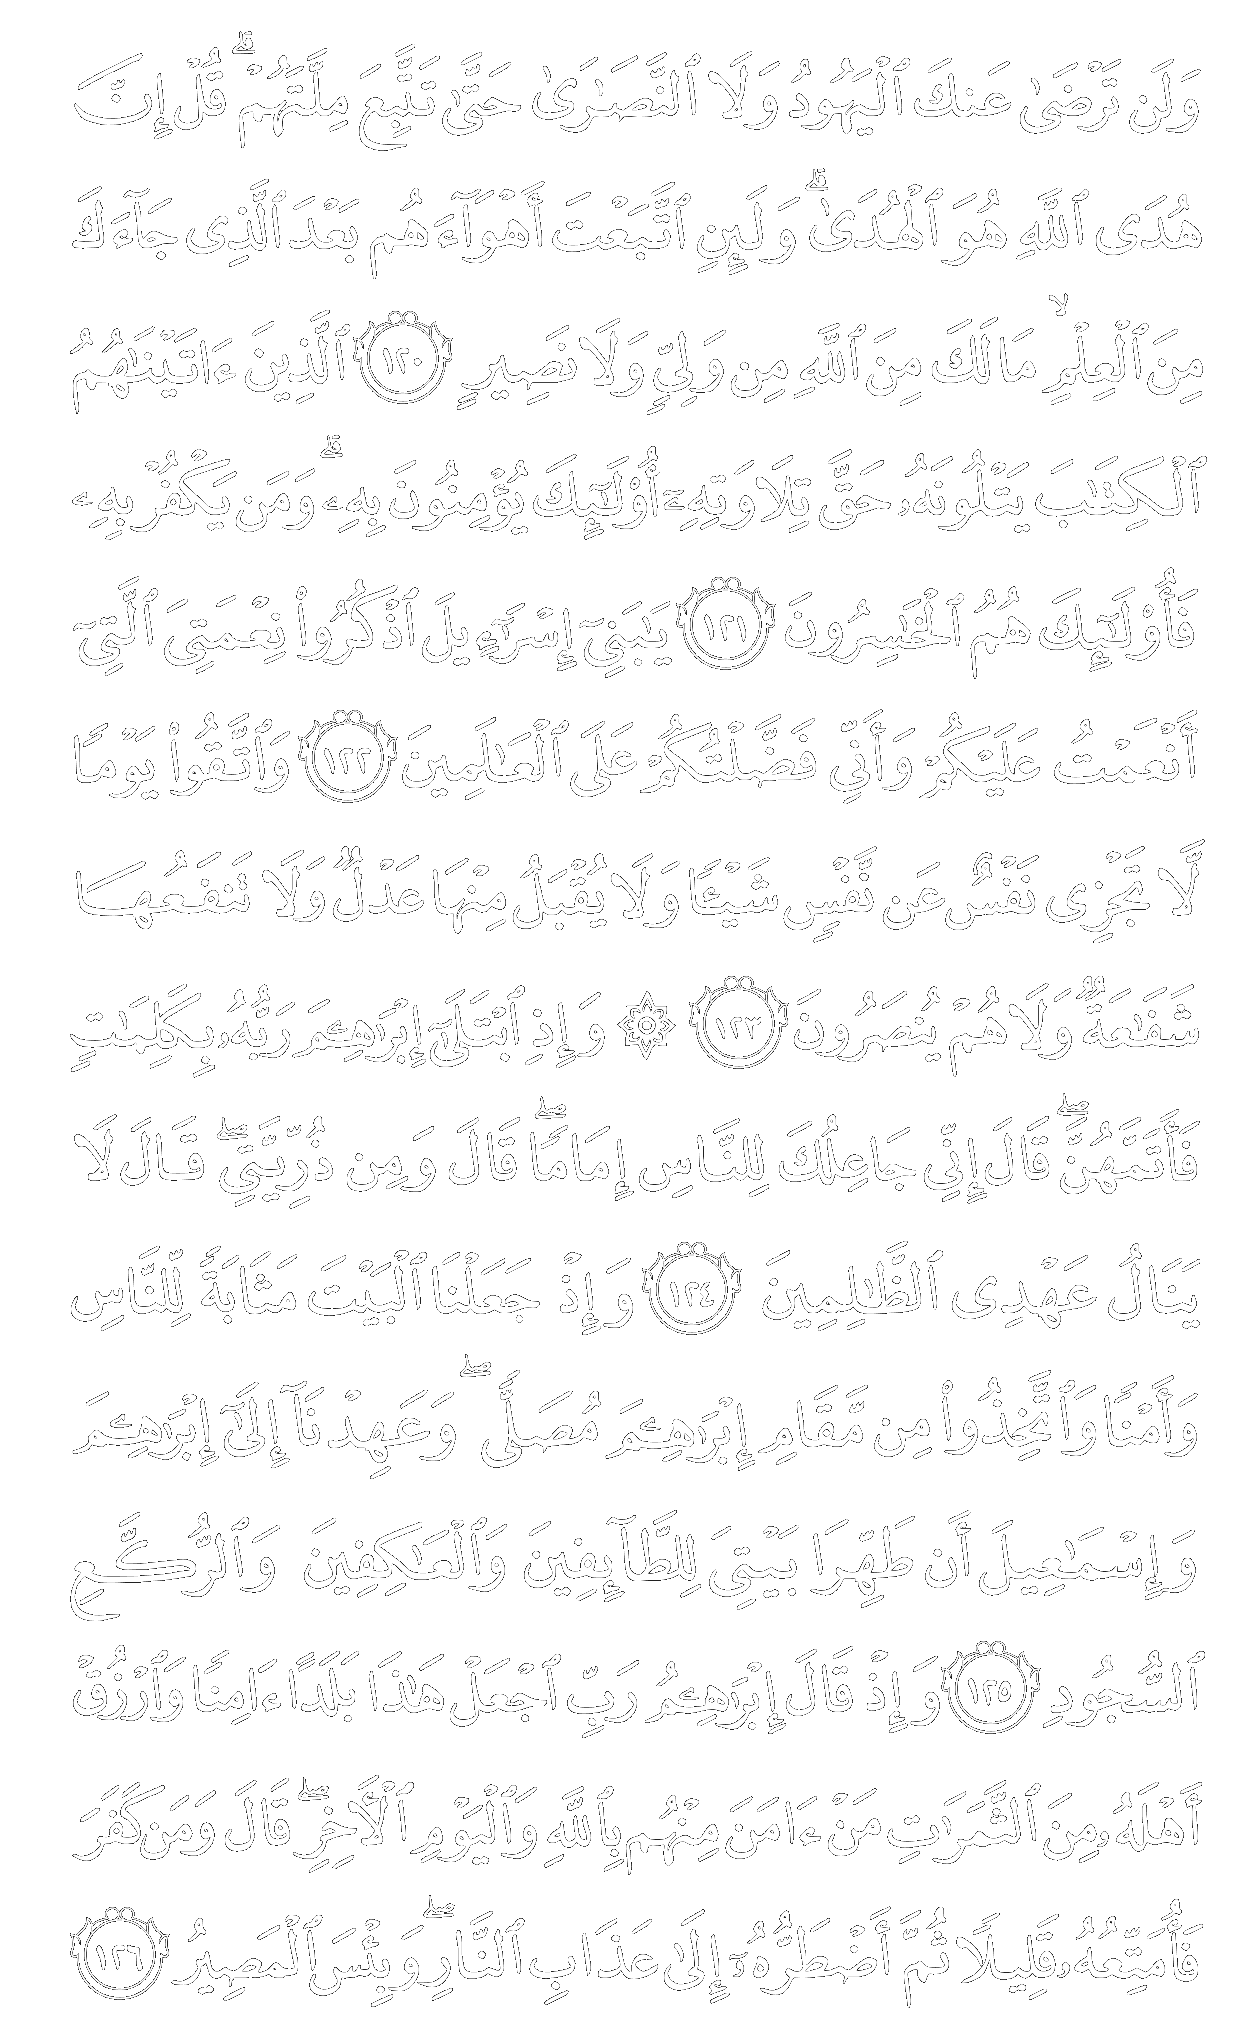 وَلَن تَرْضَىٰ عَنكَ ٱلْيَهُودُ وَلَا ٱلنَّصَـٰرَىٰ حَتَّىٰ تَتَّبِعَ مِلَّتَهُمْ ۗ قُلْ إِنَّ
هُدَى ٱللَّهِ هُوَ ٱلْهُدَىٰ ۗ وَلَئِنِ ٱتَّبَعْتَ أَهْوَآءَهُم بَعْدَ ٱلَّذِى جَآءَكَ
مِنَ ٱلْعِلْمِ ۙ مَا لَكَ مِنَ ٱللَّهِ مِن وَلِىٍّ وَلَا نَصِيرٍ ١٢٠ ٱلَّذِينَ ءَاتَيْنَـٰهُمُ
ٱلْكِتَـٰبَ يَتْلُونَهُۥ حَقَّ تِلَاوَتِهِۦٓ أُو۟لَـٰٓئِكَ يُؤْمِنُونَ بِهِۦ ۗ وَمَن يَكْفُرْ بِهِۦ
فَأُو۟لَـٰٓئِكَ هُمُ ٱلْخَـٰسِرُونَ ١٢١ يَـٰبَنِىٓ إِسْرَٰٓءِيلَ ٱذْكُرُوا۟ نِعْمَتِىَ ٱلَّتِىٓ
أَنْعَمْتُ عَلَيْكُمْ وَأَنِّى فَضَّلْتُكُمْ عَلَى ٱلْعَـٰلَمِينَ ١٢٢ وَٱتَّقُوا۟ يَوْمًا
لَّا تَجْزِى نَفْسٌ عَن نَّفْسٍ شَيْـًٔا وَلَا يُقْبَلُ مِنْهَا عَدْلٌ وَلَا تَنفَعُهَا
شَفَـٰعَةٌ وَلَا هُمْ يُنصَرُونَ ١٢٣ ۞ وَإِذِ ٱبْتَلَىٰٓ إِبْرَٰهِـۧمَ رَبُّهُۥ بِكَلِمَـٰتٍ
فَأَتَمَّهُنَّ ۖ قَالَ إِنِّى جَاعِلُكَ لِلنَّاسِ إِمَامًا ۖ قَالَ وَمِن ذُرِّيَّتِى ۖ قَالَ لَا
يَنَالُ عَهْدِى ٱلظَّـٰلِمِينَ ١٢٤ وَإِذْ جَعَلْنَا ٱلْبَيْتَ مَثَابَةً لِّلنَّاسِ
وَأَمْنًا وَٱتَّخِذُوا۟ مِن مَّقَامِ إِبْرَٰهِـۧمَ مُصَلًّى ۖ وَعَهِدْنَآ إِلَىٰٓ إِبْرَٰهِـۧمَ
وَإِسْمَـٰعِيلَ أَن طَهِّرَا بَيْتِىَ لِلطَّآئِفِينَ وَٱلْعَـٰكِفِينَ وَٱلرُّكَّعِ
ٱلسُّجُودِ ١٢٥ وَإِذْ قَالَ إِبْرَٰهِـۧمُ رَبِّ ٱجْعَلْ هَـٰذَا بَلَدًا ءَامِنًا وَٱرْزُقْ
أَهْلَهُۥ مِنَ ٱلثَّمَرَٰتِ مَنْ ءَامَنَ مِنْهُم بِٱللَّهِ وَٱلْيَوْمِ ٱلْـَٔاخِرِ ۖ قَالَ وَمَن كَفَرَ
فَأُمَتِّعُهُۥ قَلِيلًا ثُمَّ أَضْطَرُّهُۥٓ إِلَىٰ عَذَابِ ٱلنَّارِ ۖ وَبِئْسَ ٱلْمَصِيرُ ١٢٦